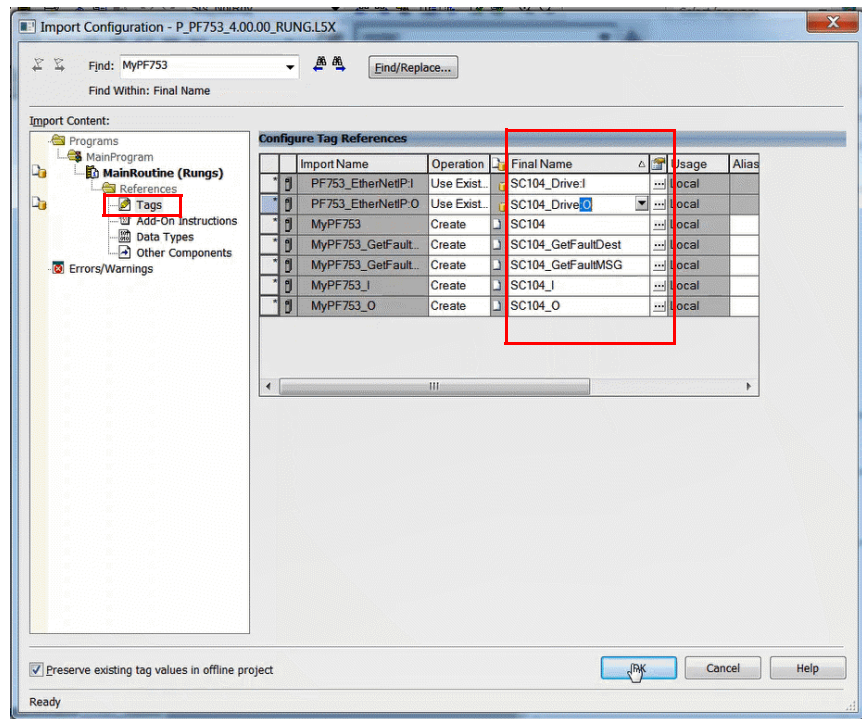 Import Configuration - P_PF753_4.00.00_RUNG.L5X
Find: MyPF753
Find/Replace...
Find Within: Final Name
Import Content:
Programs
MainProgram
MainRoutine (Rungs)
References
Tags
Add-On Instructions
Data Types
Other Components
Errors/Warnings
Configure Tag References
Import Name Operation Final Name Usage Alias
PF753_EtherNetIP:I Use Exist... SC104_Drive:I ... Local
PF753_EtherNetIP:O Use Exist... SC104_Drive:O ... Local
MyPF753 Create SC104 ... Local
MyPF753_GetFault... Create SC104_GetFaultDest ... Local
MyPF753_GetFault... Create SC104_GetFaultMSG ... Local
MyPF753_I Create SC104_I ... Local
MyPF753_O Create SC104_O ... Local
Preserve existing tag values in offline project
OK Cancel Help
Ready